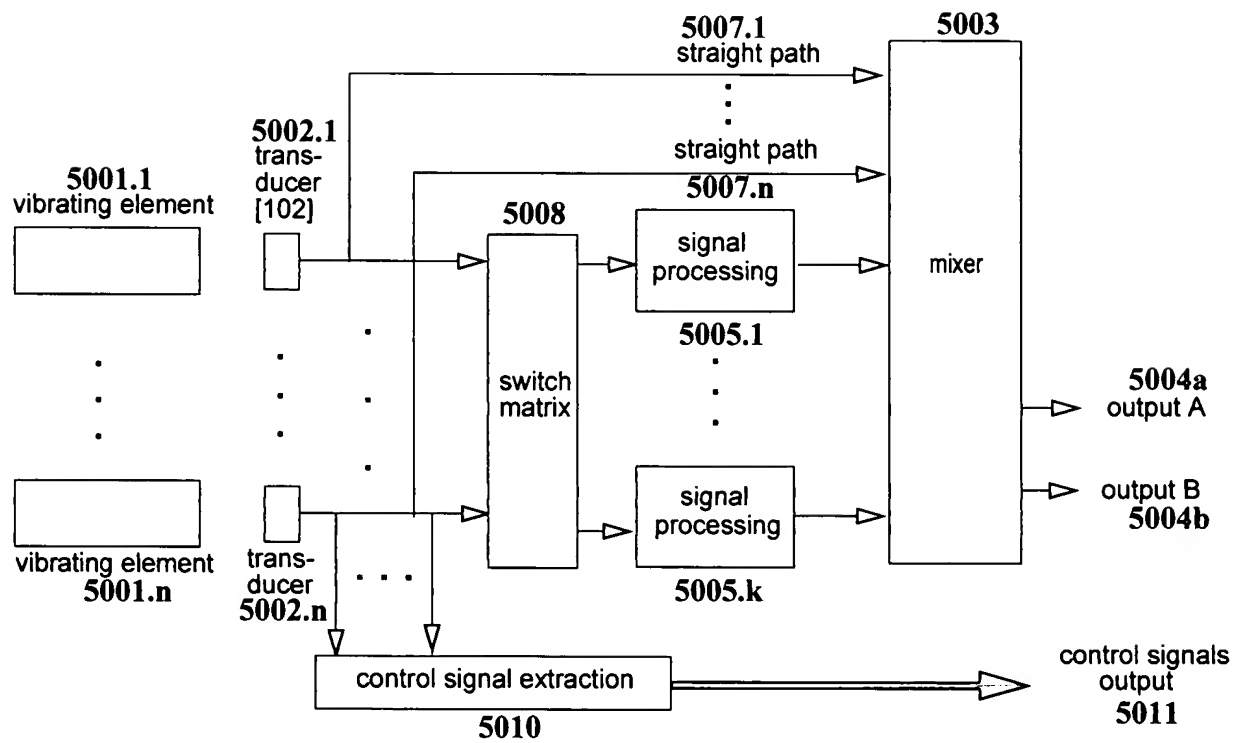 5007.1
straight path
5003
5002.1
trans-
ducer
[102]
straight path
5007.n
5001.1
vibrating element
5008
signal
processing
mixer
5005.1
switch
matrix
5004a
output A
signal
processing
output B
5004b
vibrating element
5001.n
trans-
ducer
5002.n
5005.k
control signal extraction
5010
control signals
output
5011